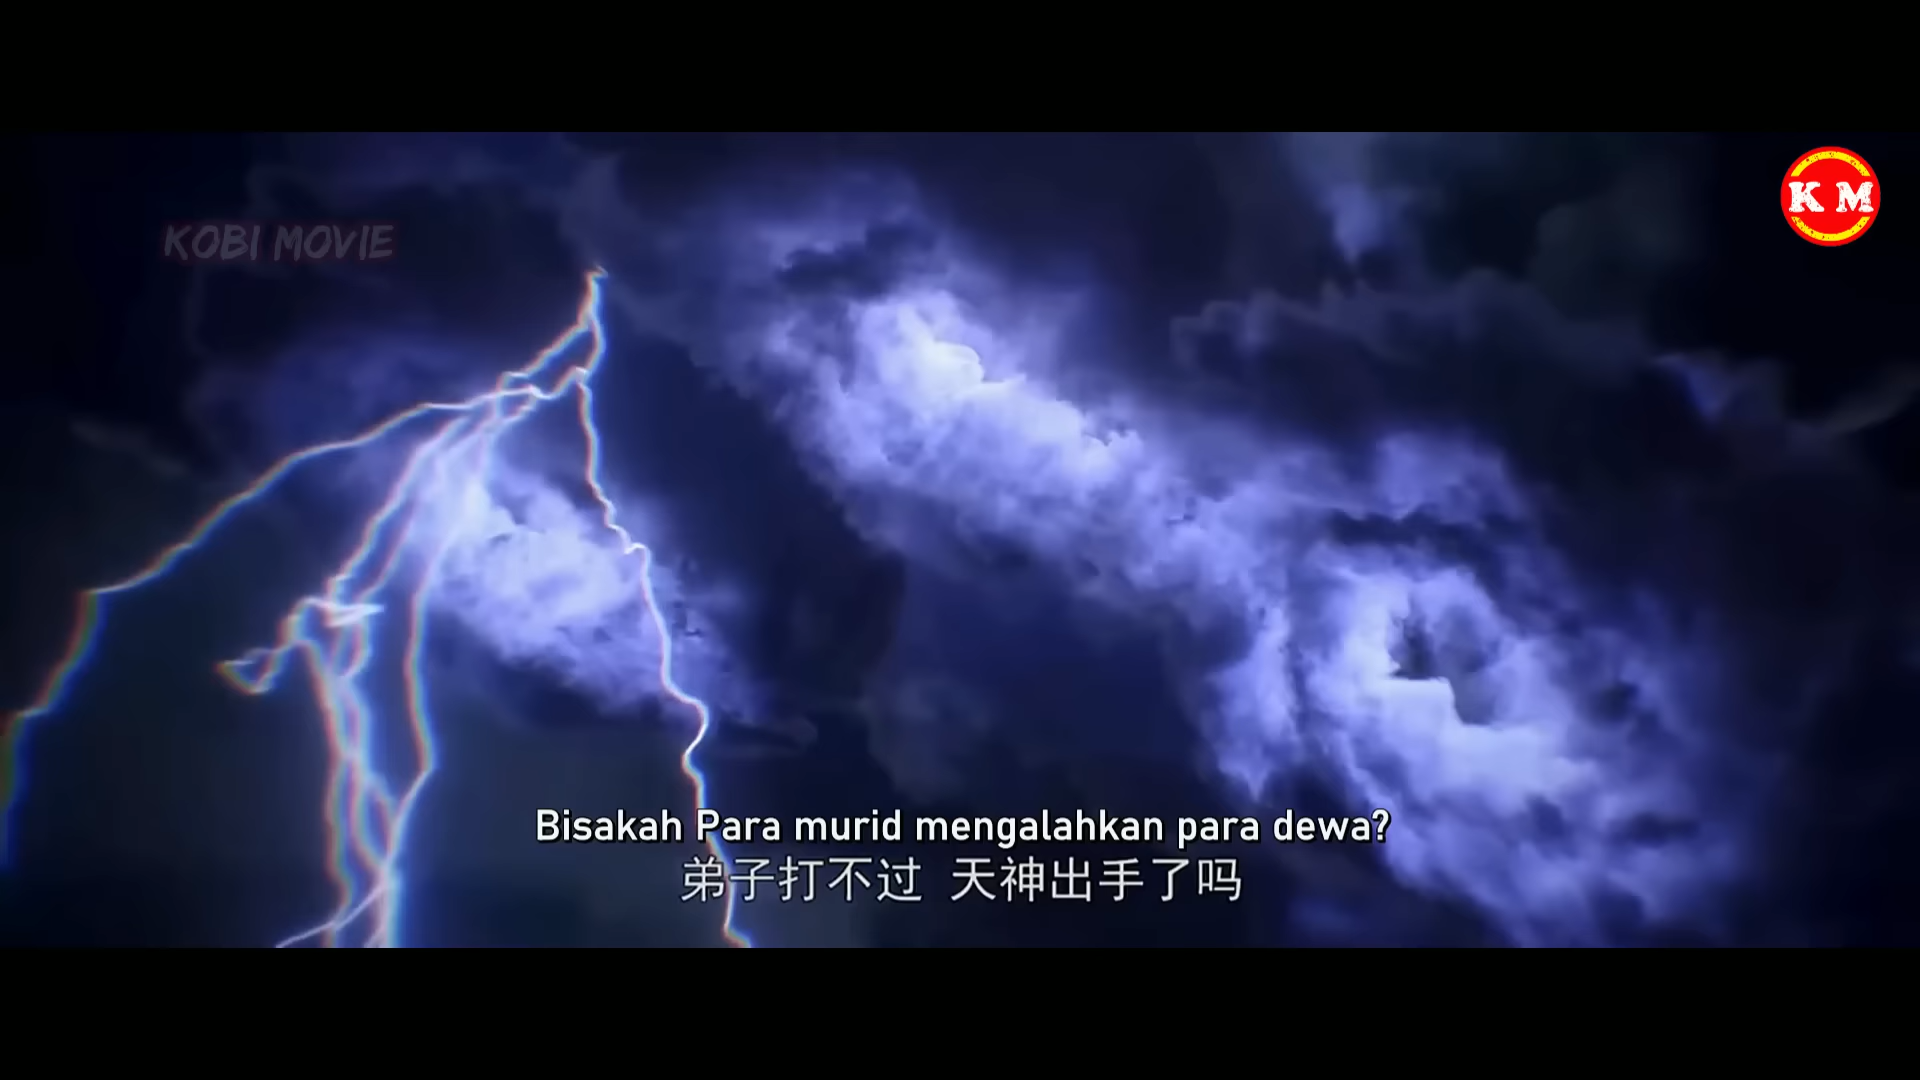 K M
KOBI MOVIE
Bisakah Para murid mengalahkan para dewa?
弟子打不过 天神出手了吗